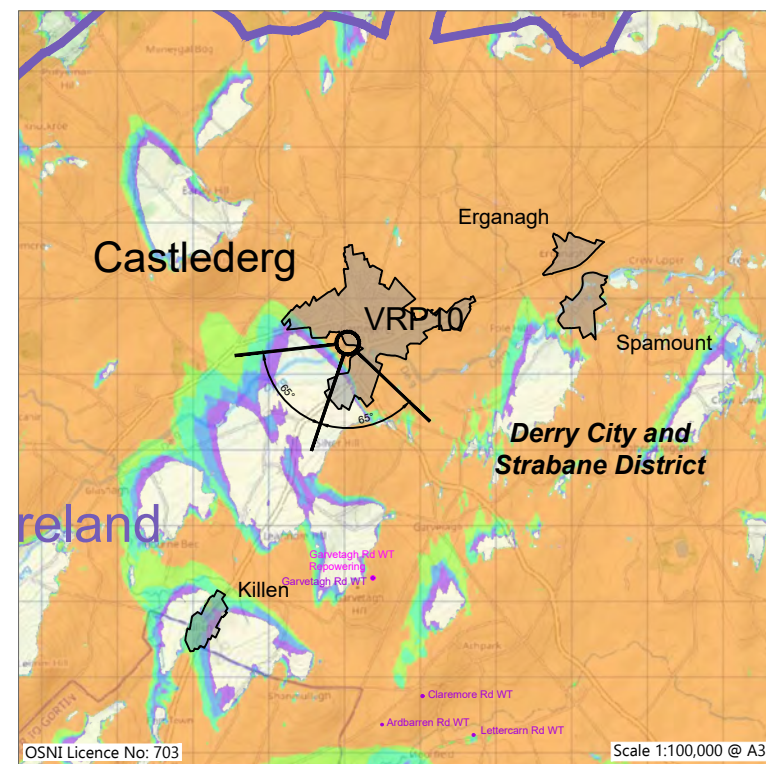 Erganagh
Castlederg
VRP10
Spamount
65°
65°
Derry City and
Strabane District
reland
Garvetagh Rd WT
Repowering
Garvetagh Rd WT
Killen
Claremore Rd WT
Ardbarren Rd WT
Lettercarn Rd WT
OSNI Licence No: 703
Scale 1:100,000 @ A3